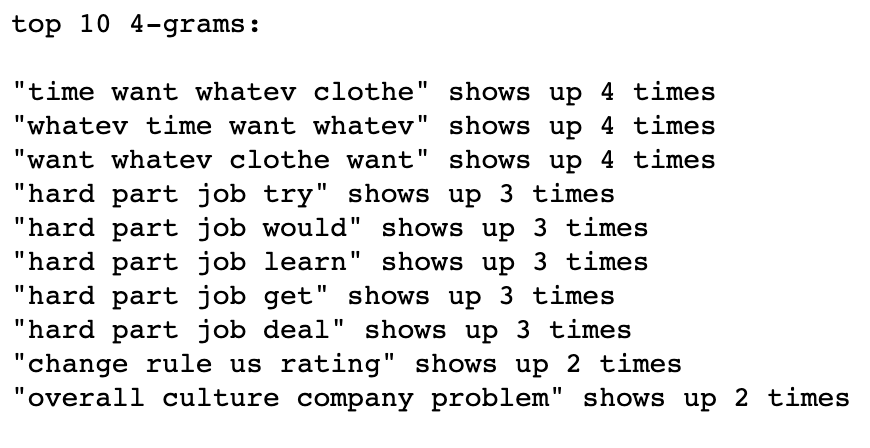 top 10 4-grams:
"time want whatev clothe" shows up 4 times
"whatev time want whatev" shows up 4 times
"want whatev clothe want" shows up 4 times
"hard part job try" shows up 3 times
"hard part job would" shows up 3 times
"hard part job learn" shows up 3 times
"hard part job get" shows up 3 times
"hard part job deal" shows up 3 times
"change rule us rating" shows up 2 times
"overall culture company problem" shows up 2 times